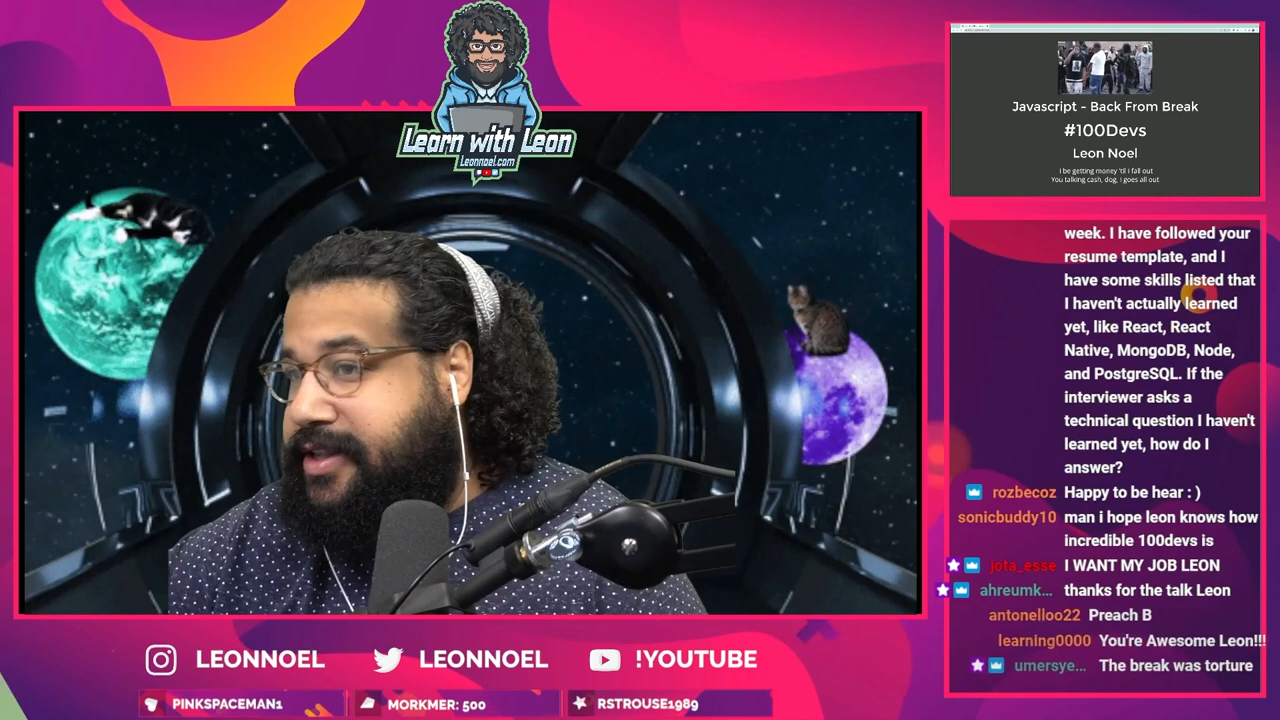 Learn with Leon
Leonnoel.com
Javascript - Back From Break
#100Devs
Leon Noel
I be getting money 'til I fall out
You talking cash, dog, I goes all out
week. I have followed your
resume template, and I
have some skills listed that
I haven't actually learned
yet, like React, React
Native, MongoDB, Node,
and PostgreSQL. If the
interviewer asks a
technical question I haven't
learned yet, how do I
answer?
rozbecoz Happy to be hear : )
sonicbuddy10 man i hope leon knows how
incredible 100devs is
jota_esse I WANT MY JOB LEON
ahreumk... thanks for the talk Leon
antonelloo22 Preach B
learning0000 You're Awesome Leon!!!
umersye... The break was torture
LEONNOEL LEONNOEL !YOUTUBE
PINKSPACEMAN1 MORKMER: 500 RSTROUSE1989